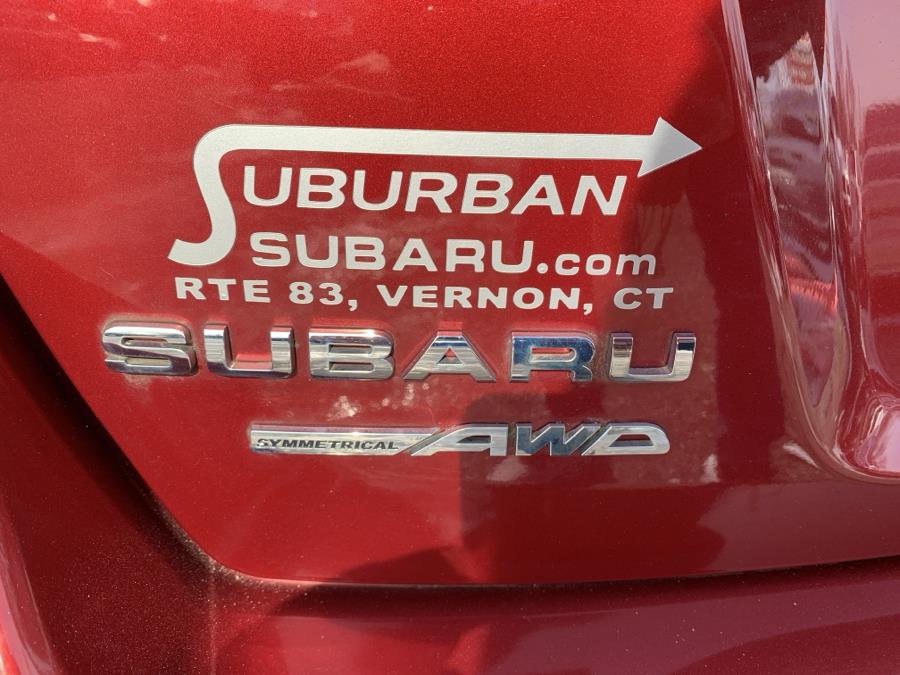 SUBURBAN
SUBARU.com
RTE 83, VERNON, CT
SUBARU
SYMMETRICAL AWD